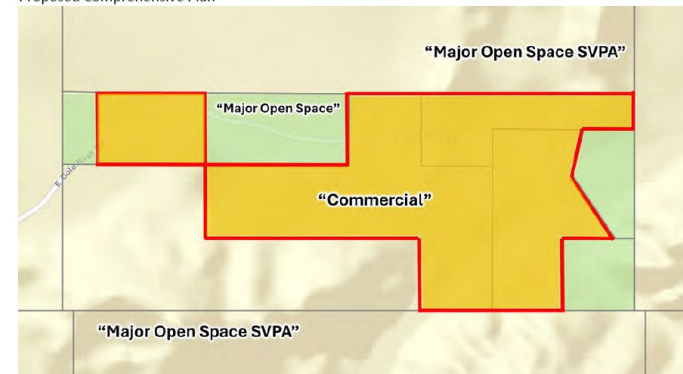 Proposed Comprehensive Plan
“Major Open Space SVPA”
“Major Open Space”
“Commercial”
“Major Open Space SVPA”